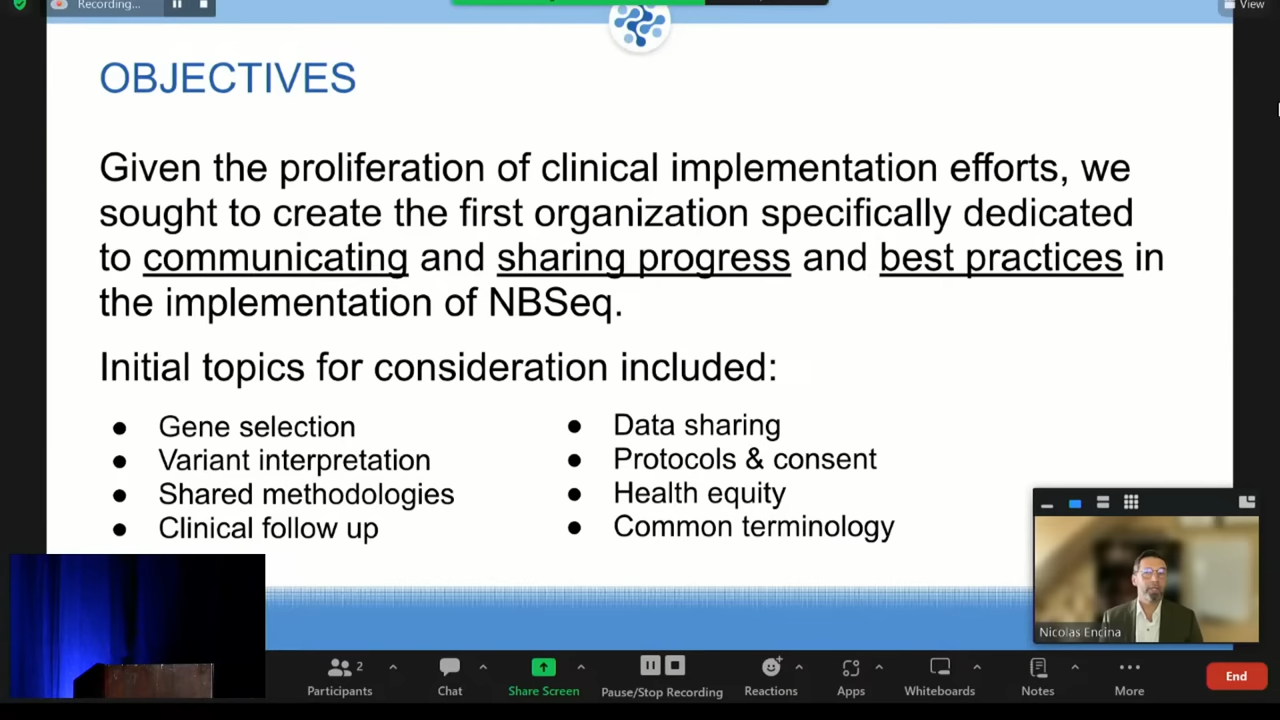 Recording...
View
OBJECTIVES
Given the proliferation of clinical implementation efforts, we
sought to create the first organization specifically dedicated
to communicating and sharing progress and best practices in
the implementation of NBSeq.
Initial topics for consideration included:
● Gene selection
● Variant interpretation
● Shared methodologies
● Clinical follow up
● Data sharing
● Protocols & consent
● Health equity
● Common terminology
Nicolas Encina
2
Participants
Chat
Share Screen
Pause/Stop Recording
Reactions
Apps
Whiteboards
Notes
More
End